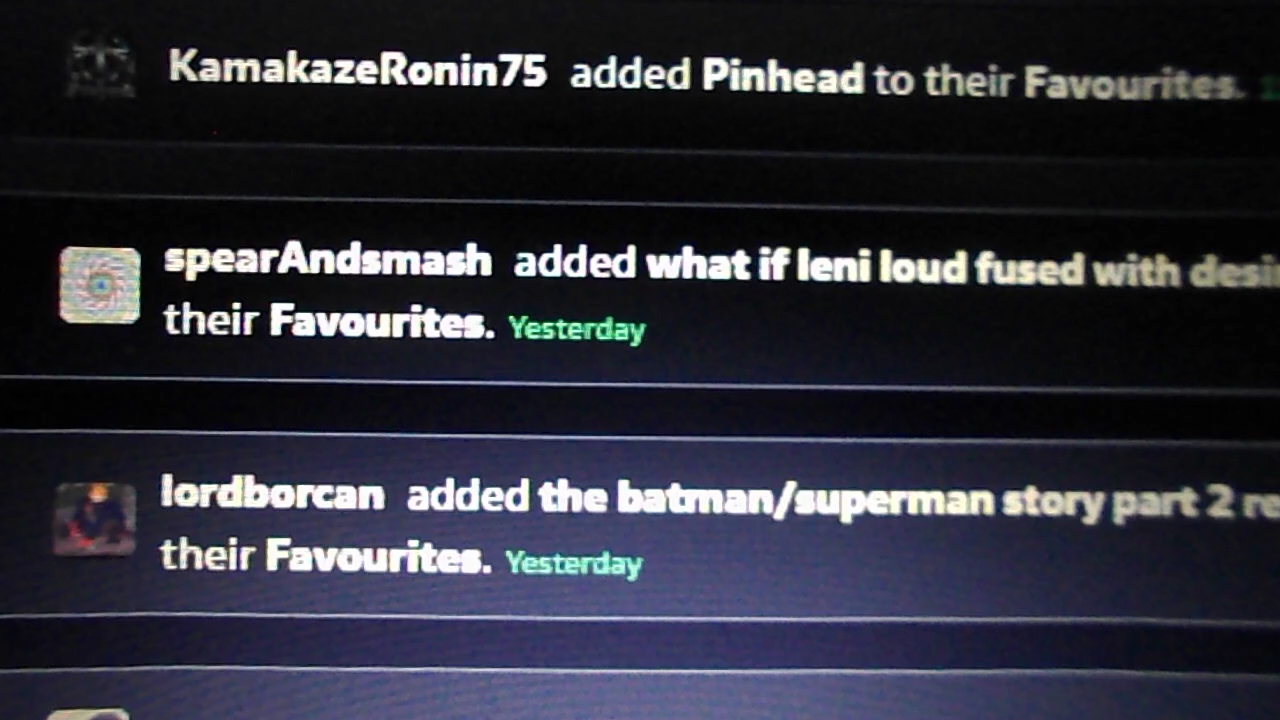 KamakazeRonin75 added Pinhead to their Favourites.
spearAndsmash added what if leni loud fused with
their Favourites. Yesterday
lordborcan added the batman/superman story part 2
their Favourites. Yesterday